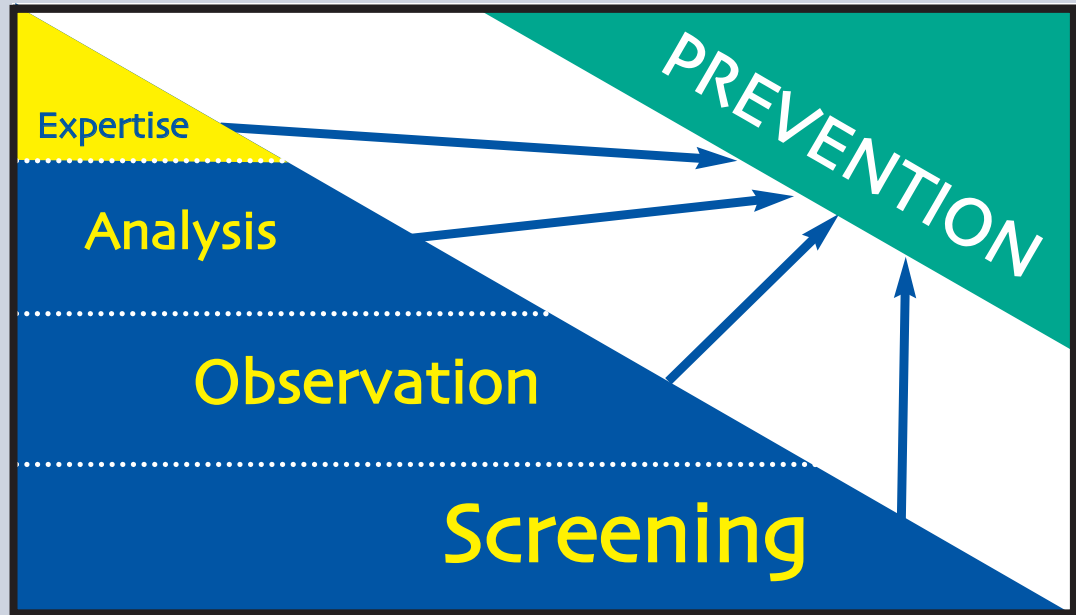 PREVENTION
Expertise
Analysis
Observation
Screening